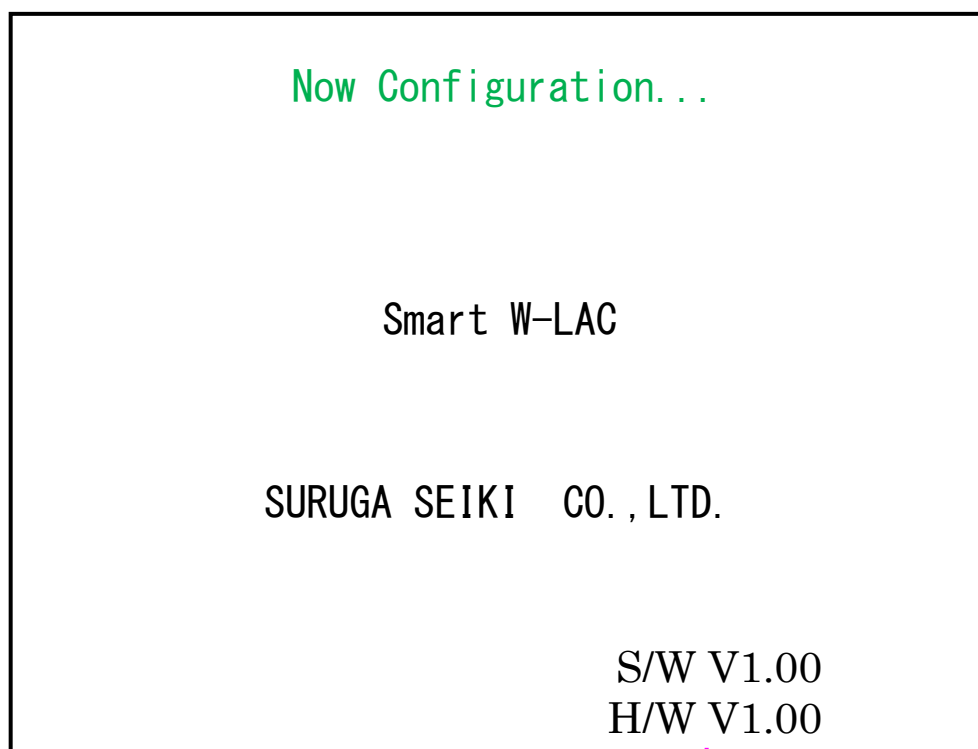 Now Configuration...
Smart W-LAC
SURUGA SEIKI　CO.,LTD.
S/W V1.00
H/W V1.00